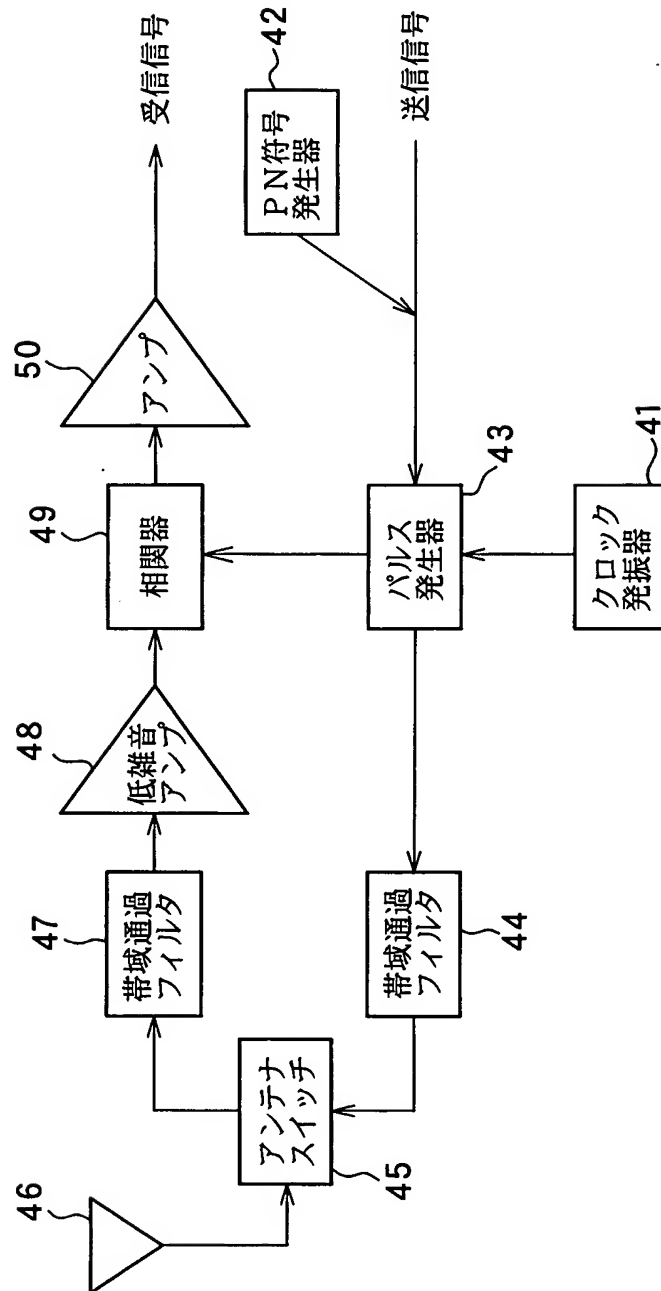 46
アンテナ
スイッチ
45
47
帯域通過
フィルタ
48
低雑音
アンプ
49
相関器
50
アンプ
受信信号
44
帯域通過
フィルタ
43
パルス
発生器
42
PN符号
発生器
送信信号
41
クロック
発振器